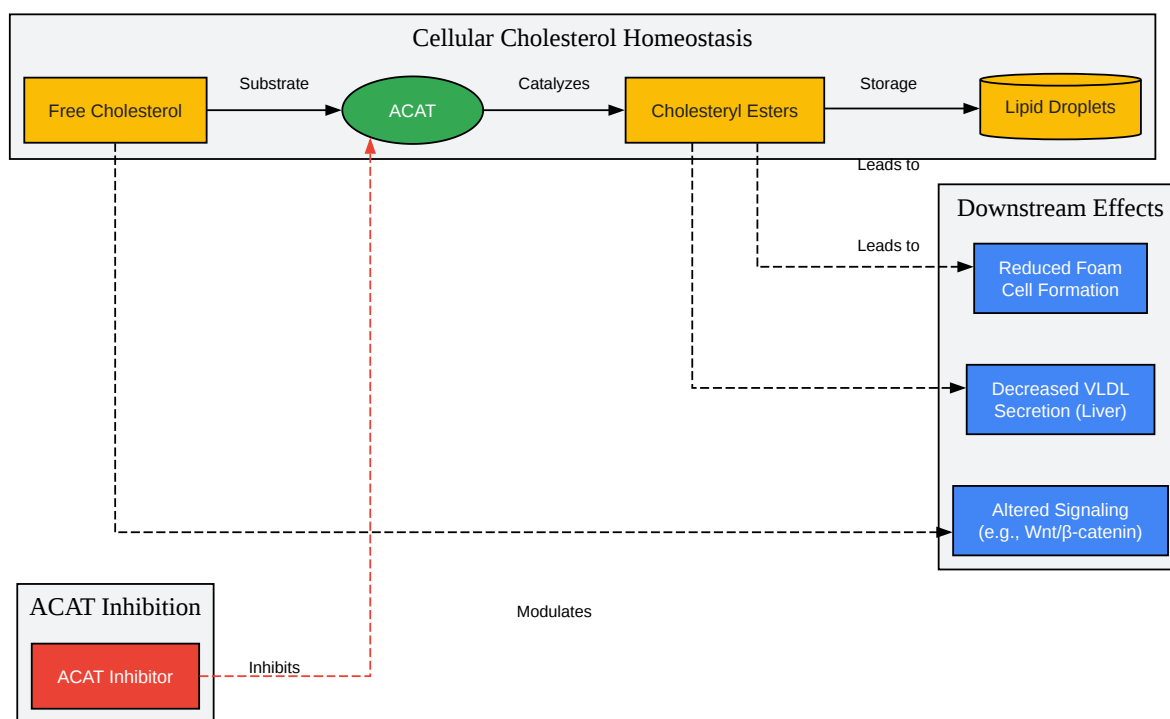 Cellular Cholesterol Homeostasis
Substrate
Catalyzes
Storage
Free Cholesterol
ACAT
Cholesteryl Esters
Lipid Droplets
Leads to
Downstream Effects
Leads to
Reduced Foam
Cell Formation
Decreased VLDL
Secretion (Liver)
Altered Signaling
(e.g., Wnt/β-catenin)
ACAT Inhibition
Modulates
ACAT Inhibitor
Inhibits